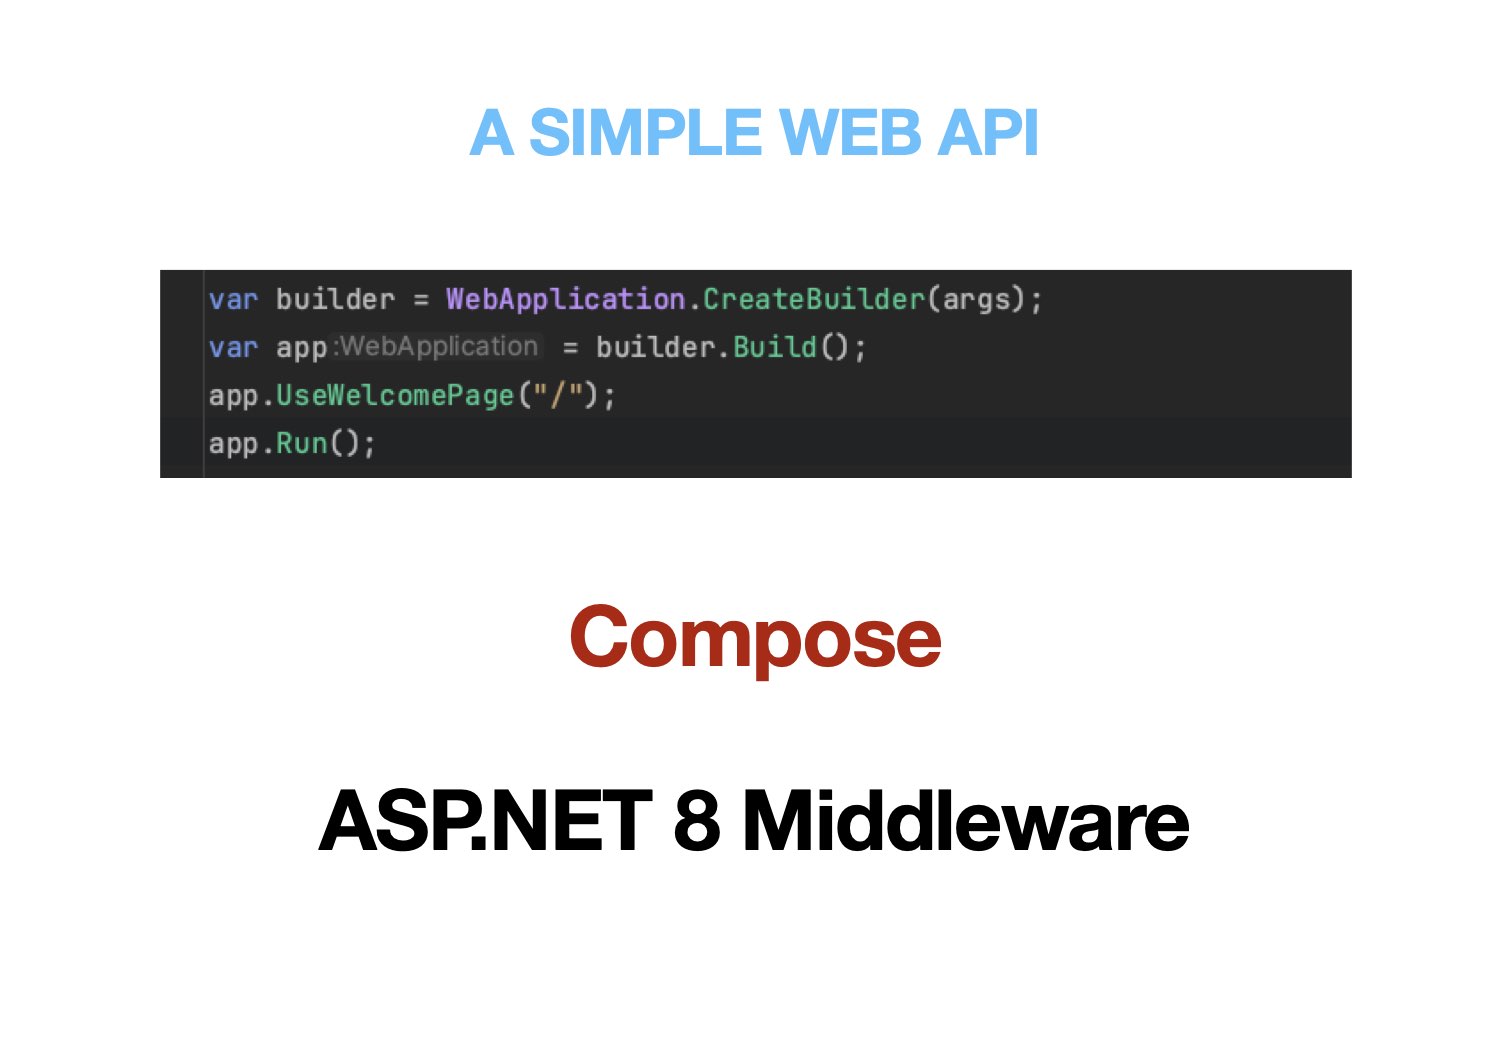 A SIMPLE WEB API
var builder = WebApplication.CreateBuilder(args);
var app :WebApplication = builder.Build();
app.UseWelcomePage("/");
app.Run();
Compose
ASP.NET 8 Middleware